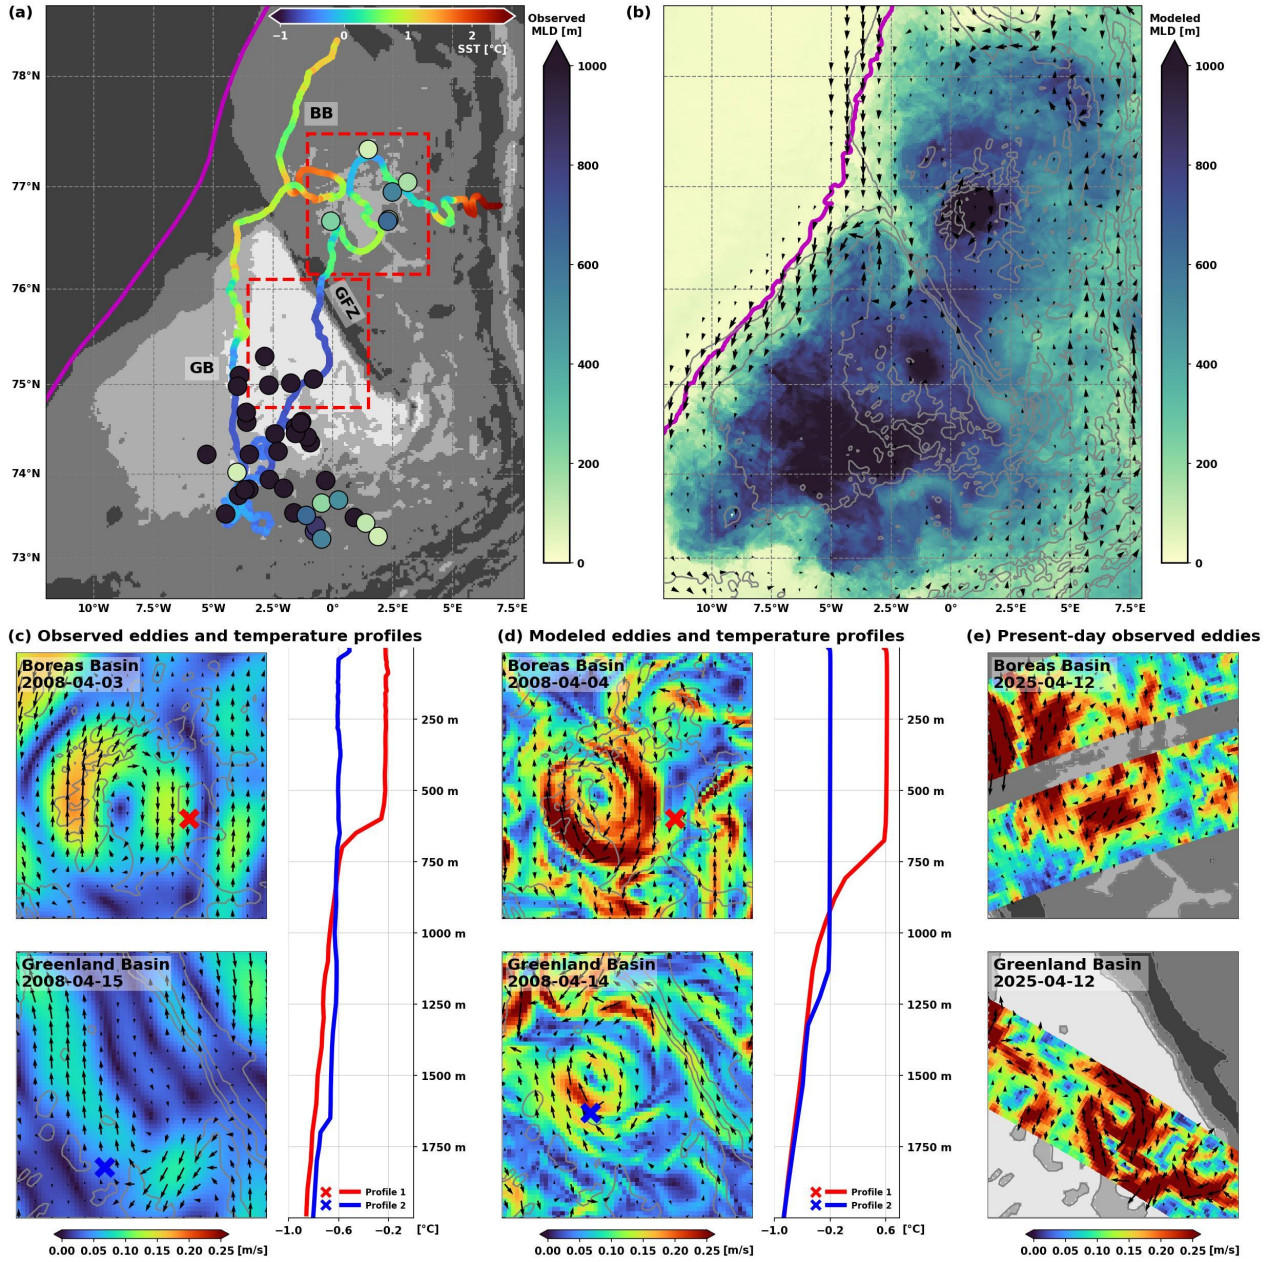 (a)
−1 0 1 2
SST [°C]
Observed
MLD [m]
1000
800
600
400
200
0
78°N
77°N
76°N
75°N
74°N
73°N
BB
GFZ
GB
10°W 7.5°W 5°W 2.5°W 0° 2.5°E 5°E 7.5°E
(b)
Modeled
MLD [m]
1000
800
600
400
200
0
10°W 7.5°W 5°W 2.5°W 0° 2.5°E 5°E 7.5°E
(c) Observed eddies and temperature profiles
Boreas Basin
2008-04-03
Greenland Basin
2008-04-15
0.00 0.05 0.10 0.15 0.20 0.25 [m/s]
250 m
500 m
750 m
1000 m
1250 m
1500 m
1750 m
Profile 1
Profile 2
−1.0 −0.6 −0.2 [°C]
(d) Modeled eddies and temperature profiles
Boreas Basin
2008-04-04
Greenland Basin
2008-04-14
0.00 0.05 0.10 0.15 0.20 0.25 [m/s]
250 m
500 m
750 m
1000 m
1250 m
1500 m
1750 m
Profile 1
Profile 2
−1.0 −0.2 0.6 [°C]
(e) Present-day observed eddies
Boreas Basin
2025-04-12
Greenland Basin
2025-04-12
0.00 0.05 0.10 0.15 0.20 0.25 [m/s]